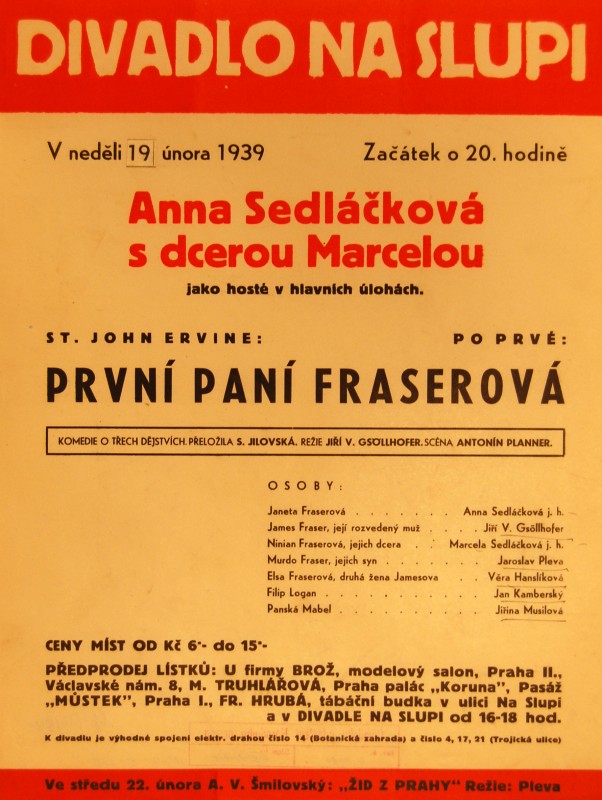 DIVADLO NA SLUPI
V neděli 19 února 1939 Začátek o 20. hodině
Anna Sedláčková
s dcerou Marcelou
jako hosté v hlavních úlohách.
ST. JOHN ERVINE: PO PRVÉ:
PRVNÍ PANÍ FRASEROVÁ
KOMEDIE O TŘECH DĚJSTVÍCH. PŘELOŽILA S. JILOVSKÁ. REŽIE JIŘÍ V. GSÖLLHOFER. SCÉNA ANTONÍN PLANNER.
OSOBY:
Janeta Fraserová . . . . . . . Anna Sedláčková j. h.
James Fraser, její rozvedený muž . . . . Jiří V. Gsöllhofer
Ninian Fraserová, jejich dcera . . Marcela Sedláčková j. h.
Murdo Fraser, jejich syn . . . . . . . Jaroslav Pleva
Elsa Fraserová, druhá žena Jamesova . . Věra Hanslíková
Filip Logan . . . . . . . . . . Jan Kamberský
Panská Mabel . . . . . . . . . Jiřina Musilová
CENY MÍST OD Kč 6·- do 15·-
PŘEDPRODEJ LÍSTKŮ: U firmy BROŽ, modelový salon, Praha II.,
Václavské nám. 8, M. TRUHLÁŘOVÁ, Praha palác „Koruna", Pasáž
„MŮSTEK", Praha I., FR. HRUBÁ, tábáční budka v ulici Na Slupi
a v DIVADLE NA SLUPI od 16-18 hod.
K divadlu je výhodné spojení elektr. drahou číslo 14 (Botanická zahrada) a číslo 4, 17, 21 (Trojická ulice)
Ve středu 22. února A. V. Šmilovský: „ŽID Z PRAHY" Režie: Pleva